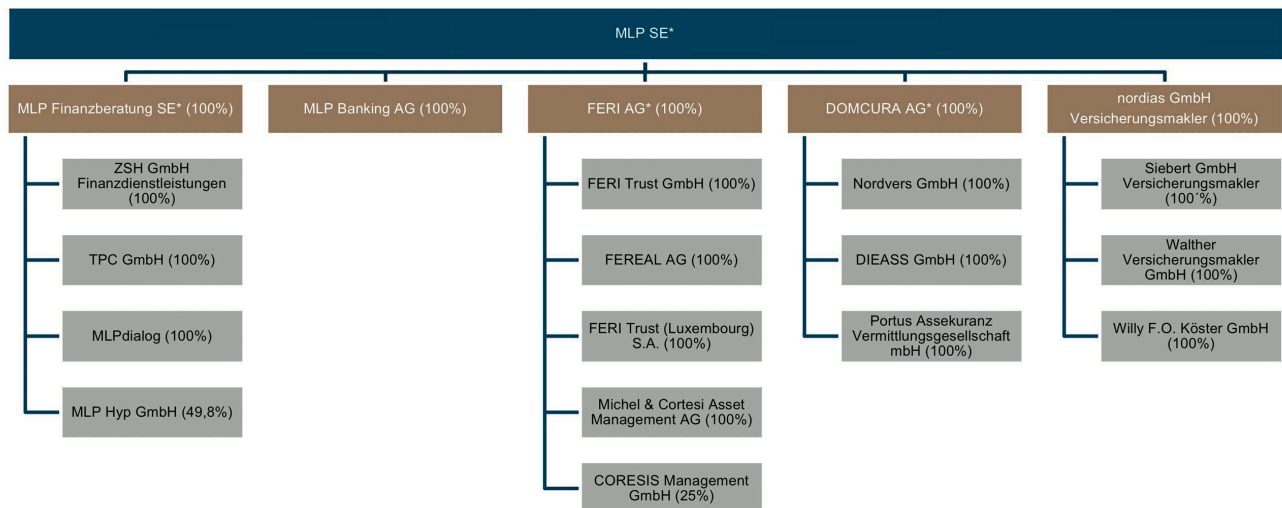 MLP SE*
MLP Finanzberatung SE* (100%)
MLP Banking AG (100%)
FERI AG* (100%)
DOMCURA AG* (100%)
nordias GmbH
Versicherungsmakler (100%)
ZSH GmbH
Finanzdienstleistungen
(100%)
TPC GmbH (100%)
MLPdialog (100%)
MLP Hyp GmbH (49,8%)
FERI Trust GmbH (100%)
FEREAL AG (100%)
FERI Trust (Luxembourg)
S.A. (100%)
Michel & Cortesi Asset
Management AG (100%)
CORESIS Management
GmbH (25%)
Nordvers GmbH (100%)
DIEASS GmbH (100%)
Portus Assekuranz
Vermittlungsgesellschaft
mbH (100%)
Siebert GmbH
Versicherungsmakler
(100´%)
Walther
Versicherungsmakler
GmbH (100%)
Willy F.O. Köster GmbH
(100%)